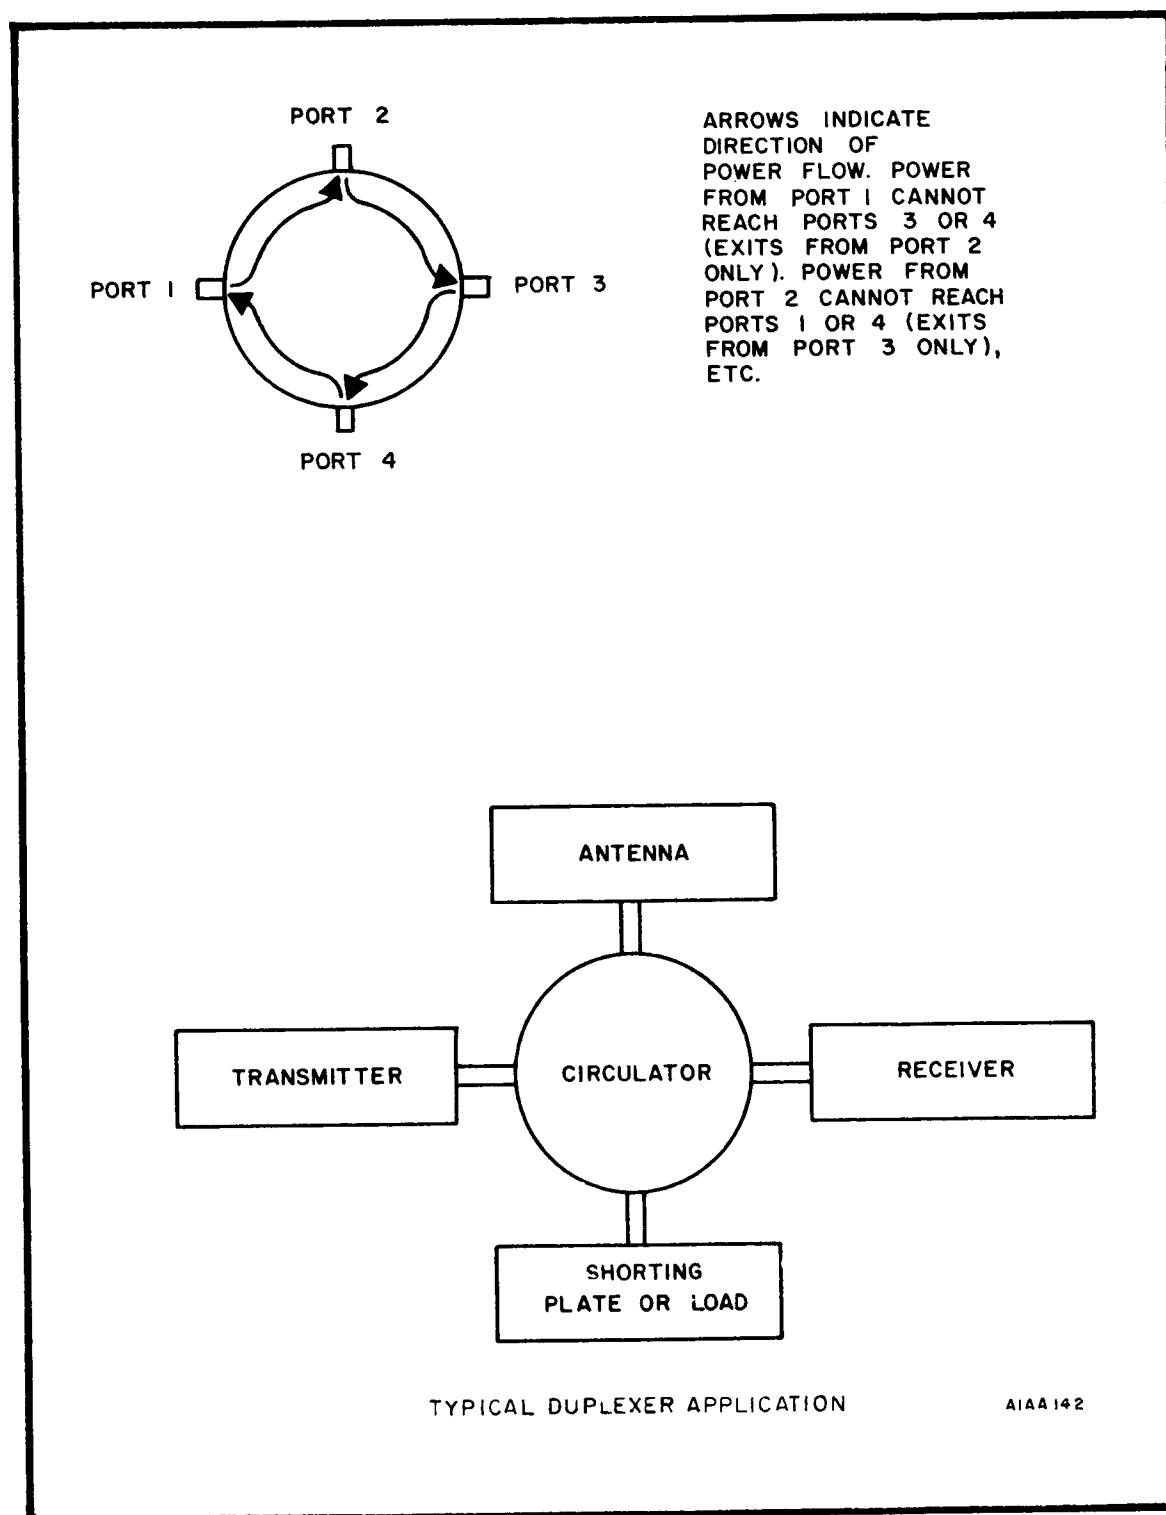 PORT 2
PORT 1
PORT 3
PORT 4
ARROWS INDICATE
DIRECTION OF
POWER FLOW. POWER
FROM PORT 1 CANNOT
REACH PORTS 3 OR 4
(EXITS FROM PORT 2
ONLY). POWER FROM
PORT 2 CANNOT REACH
PORTS 1 OR 4 (EXITS
FROM PORT 3 ONLY),
ETC.
ANTENNA
TRANSMITTER
CIRCULATOR
RECEIVER
SHORTING
PLATE OR LOAD
TYPICAL DUPLEXER APPLICATION
A1AA142